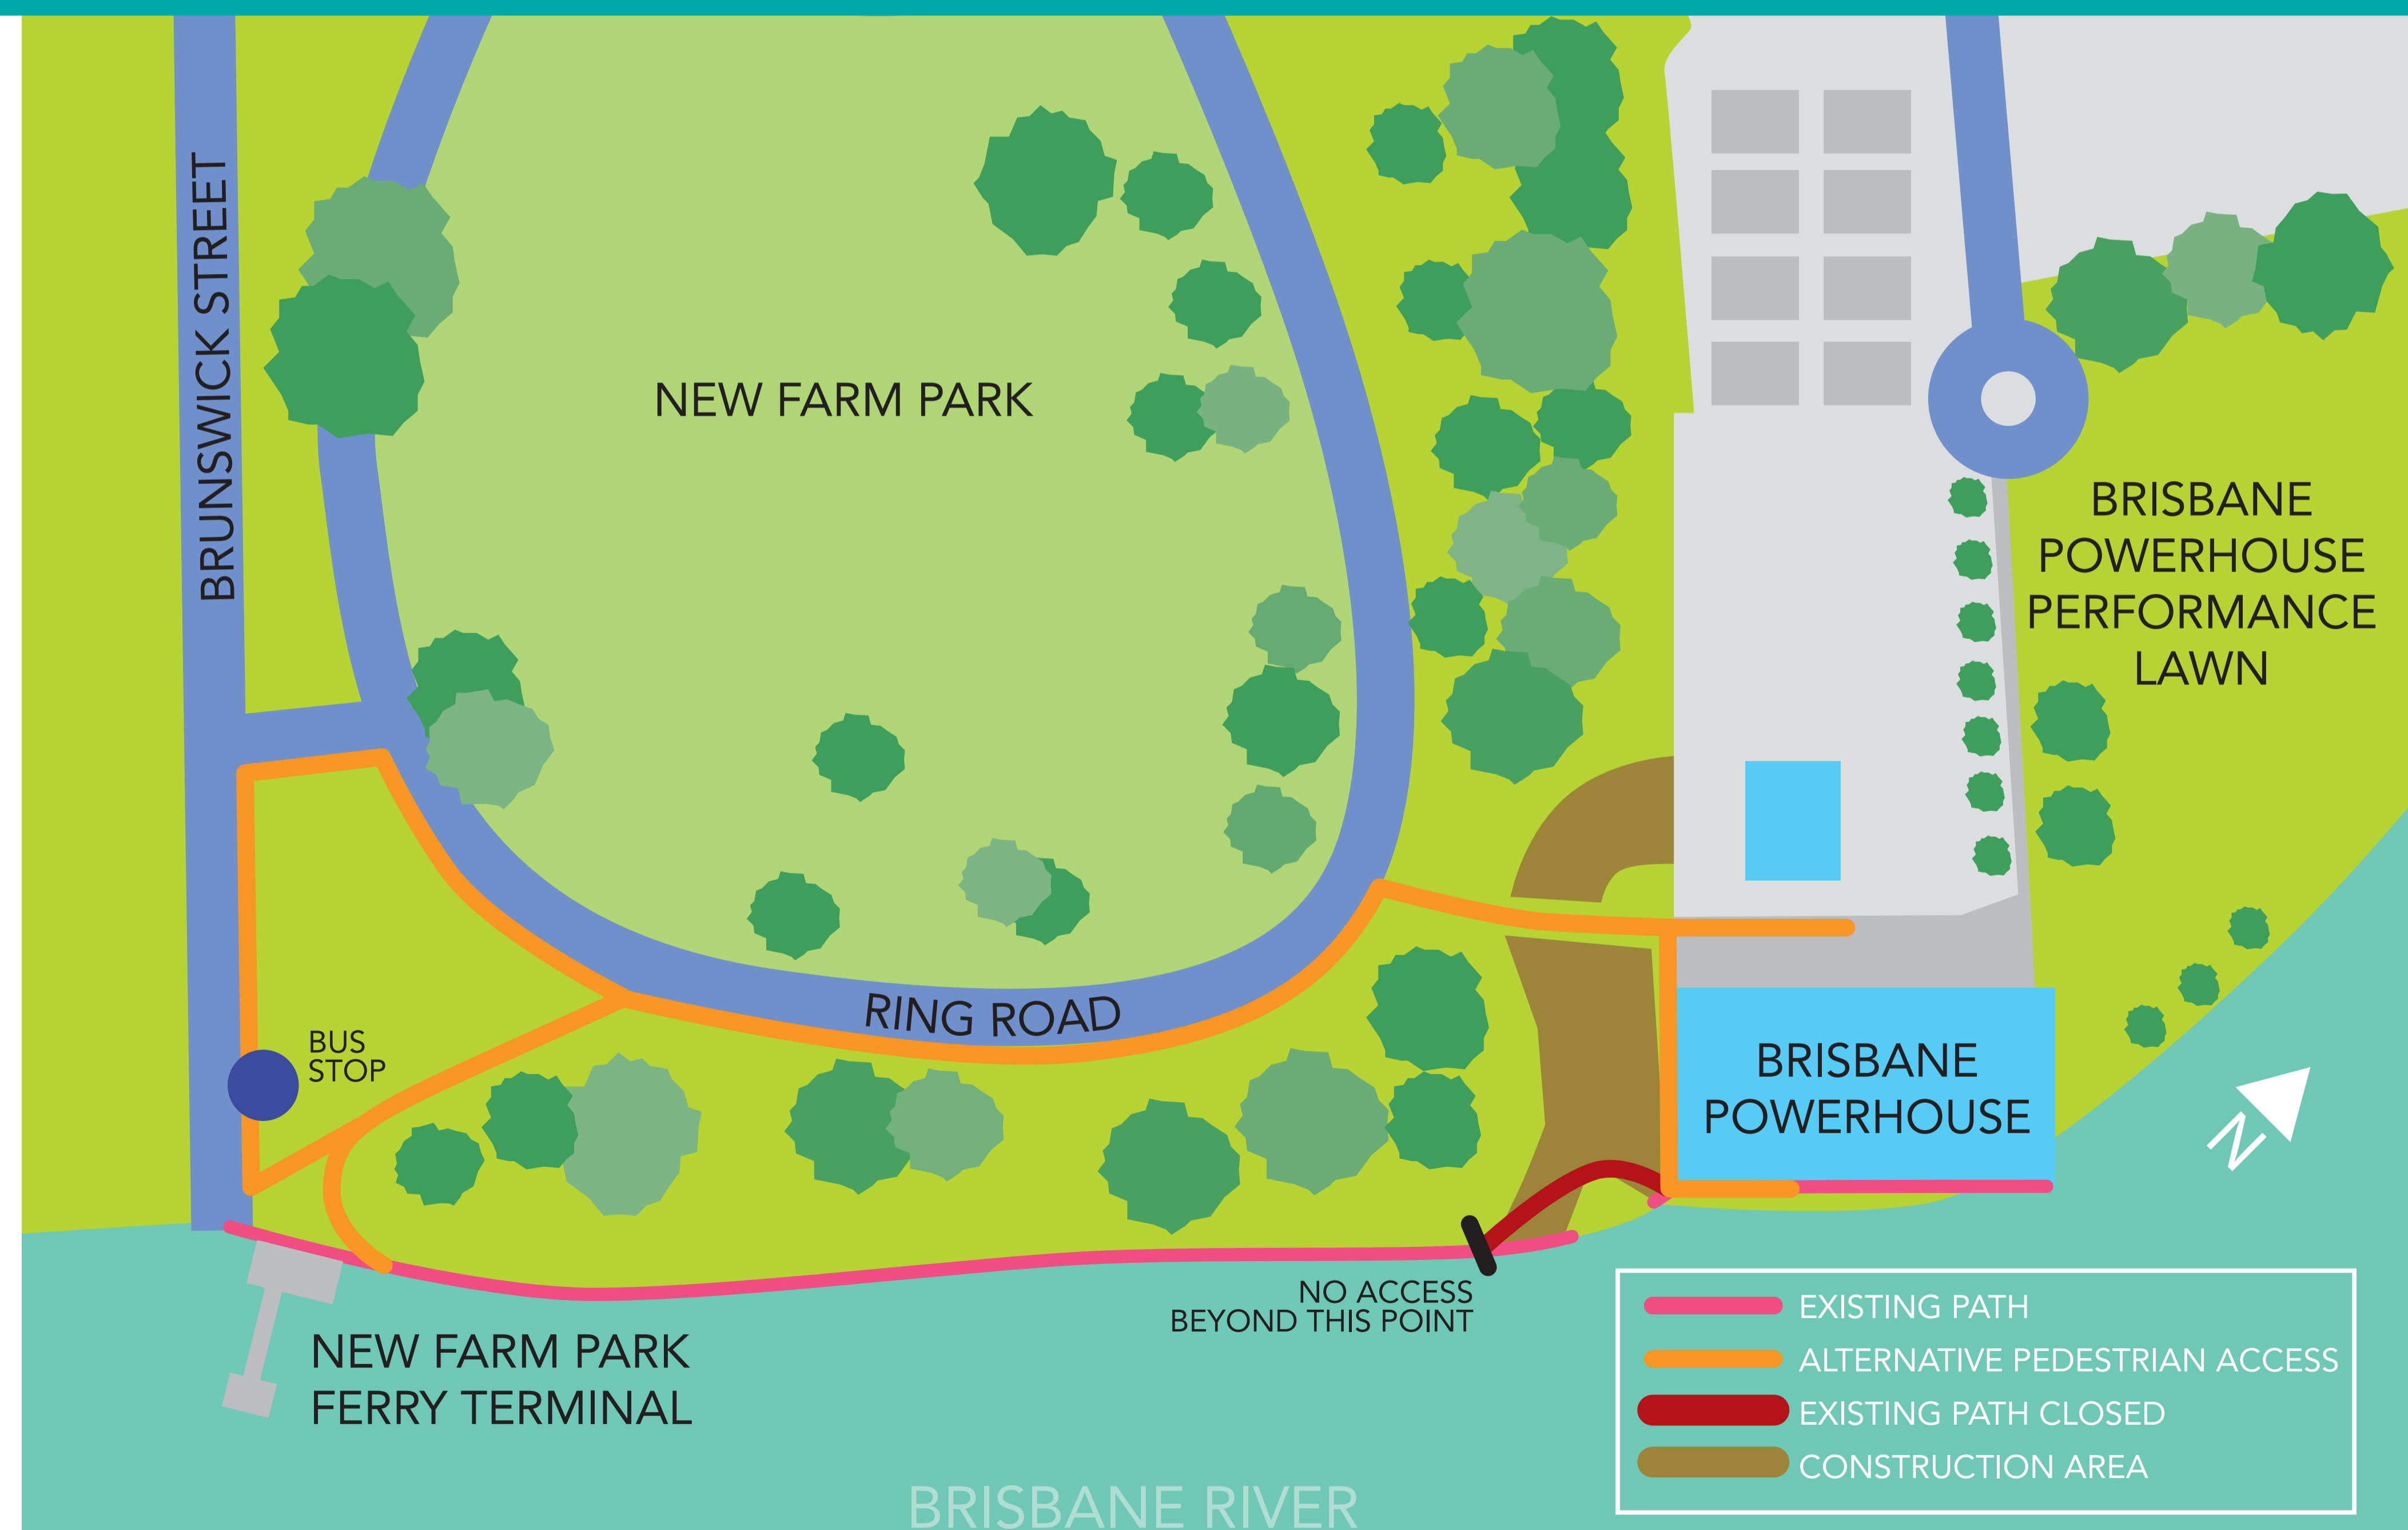 BRUNSWICK STREET
NEW FARM PARK
BRISBANE
POWERHOUSE
PERFORMANCE
LAWN
RING ROAD
BUS
STOP
BRISBANE
POWERHOUSE
N
NO ACCESS
BEYOND THIS POINT
NEW FARM PARK
FERRY TERMINAL
EXISTING PATH
ALTERNATIVE PEDESTRIAN ACCESS
EXISTING PATH CLOSED
CONSTRUCTION AREA
BRISBANE RIVER